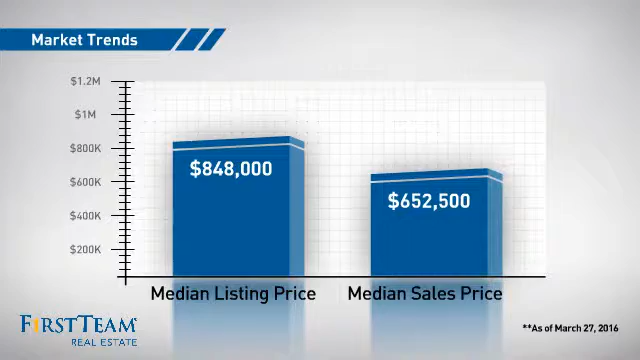 Market Trends
$1.2M
$1M
$800K
$600K
$400K
$200K
$848,000
$652,500
Median Listing Price
Median Sales Price
FIRSTTEAM®
REAL ESTATE
**As of March 27, 2016